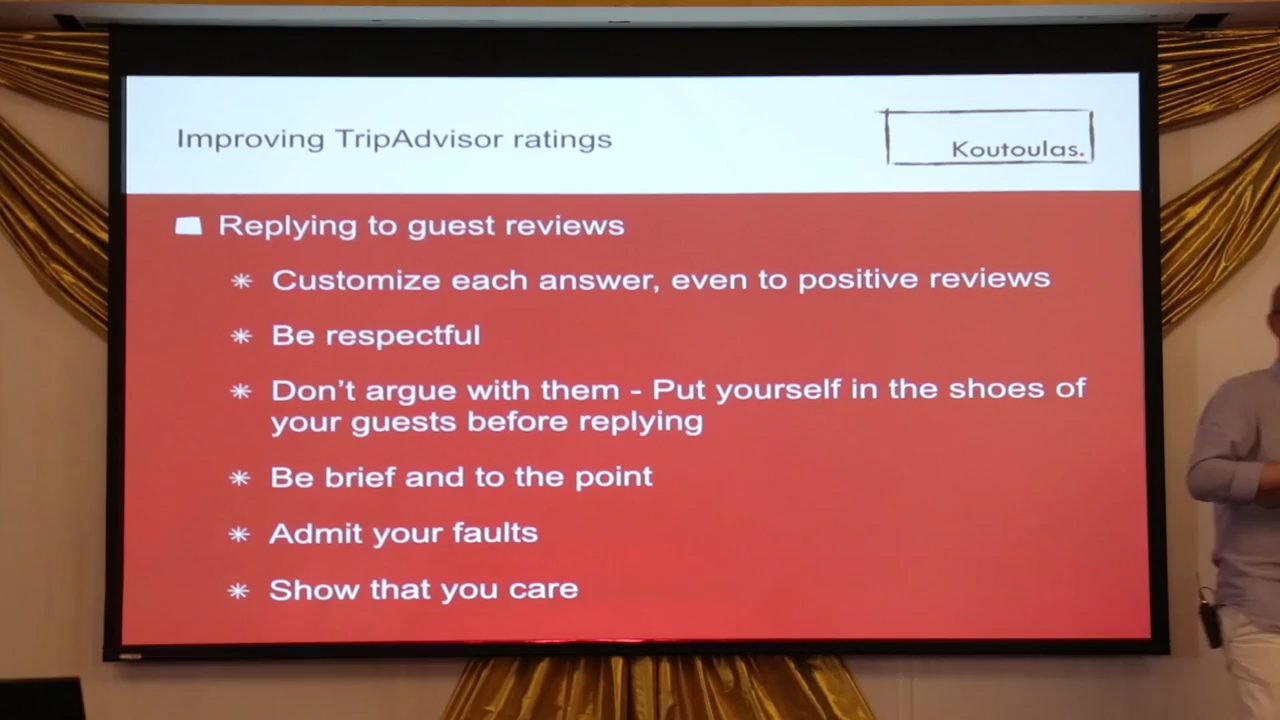 Improving TripAdvisor ratings
Koutoulas.
Replying to guest reviews
Customize each answer, even to positive reviews
Be respectful
Don't argue with them - Put yourself in the shoes of
your guests before replying
Be brief and to the point
Admit your faults
Show that you care